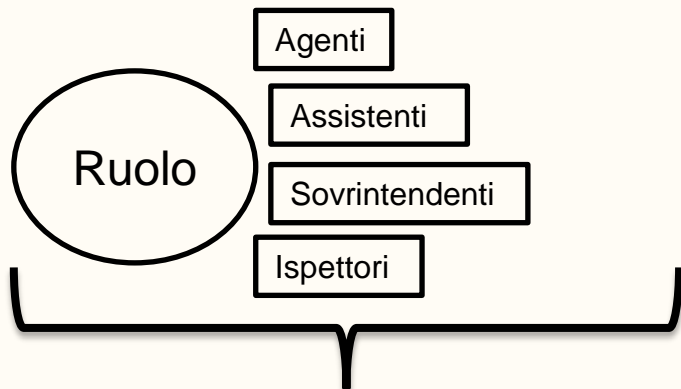 Agenti
Assistenti
Ruolo
Sovrintendenti
Ispettori